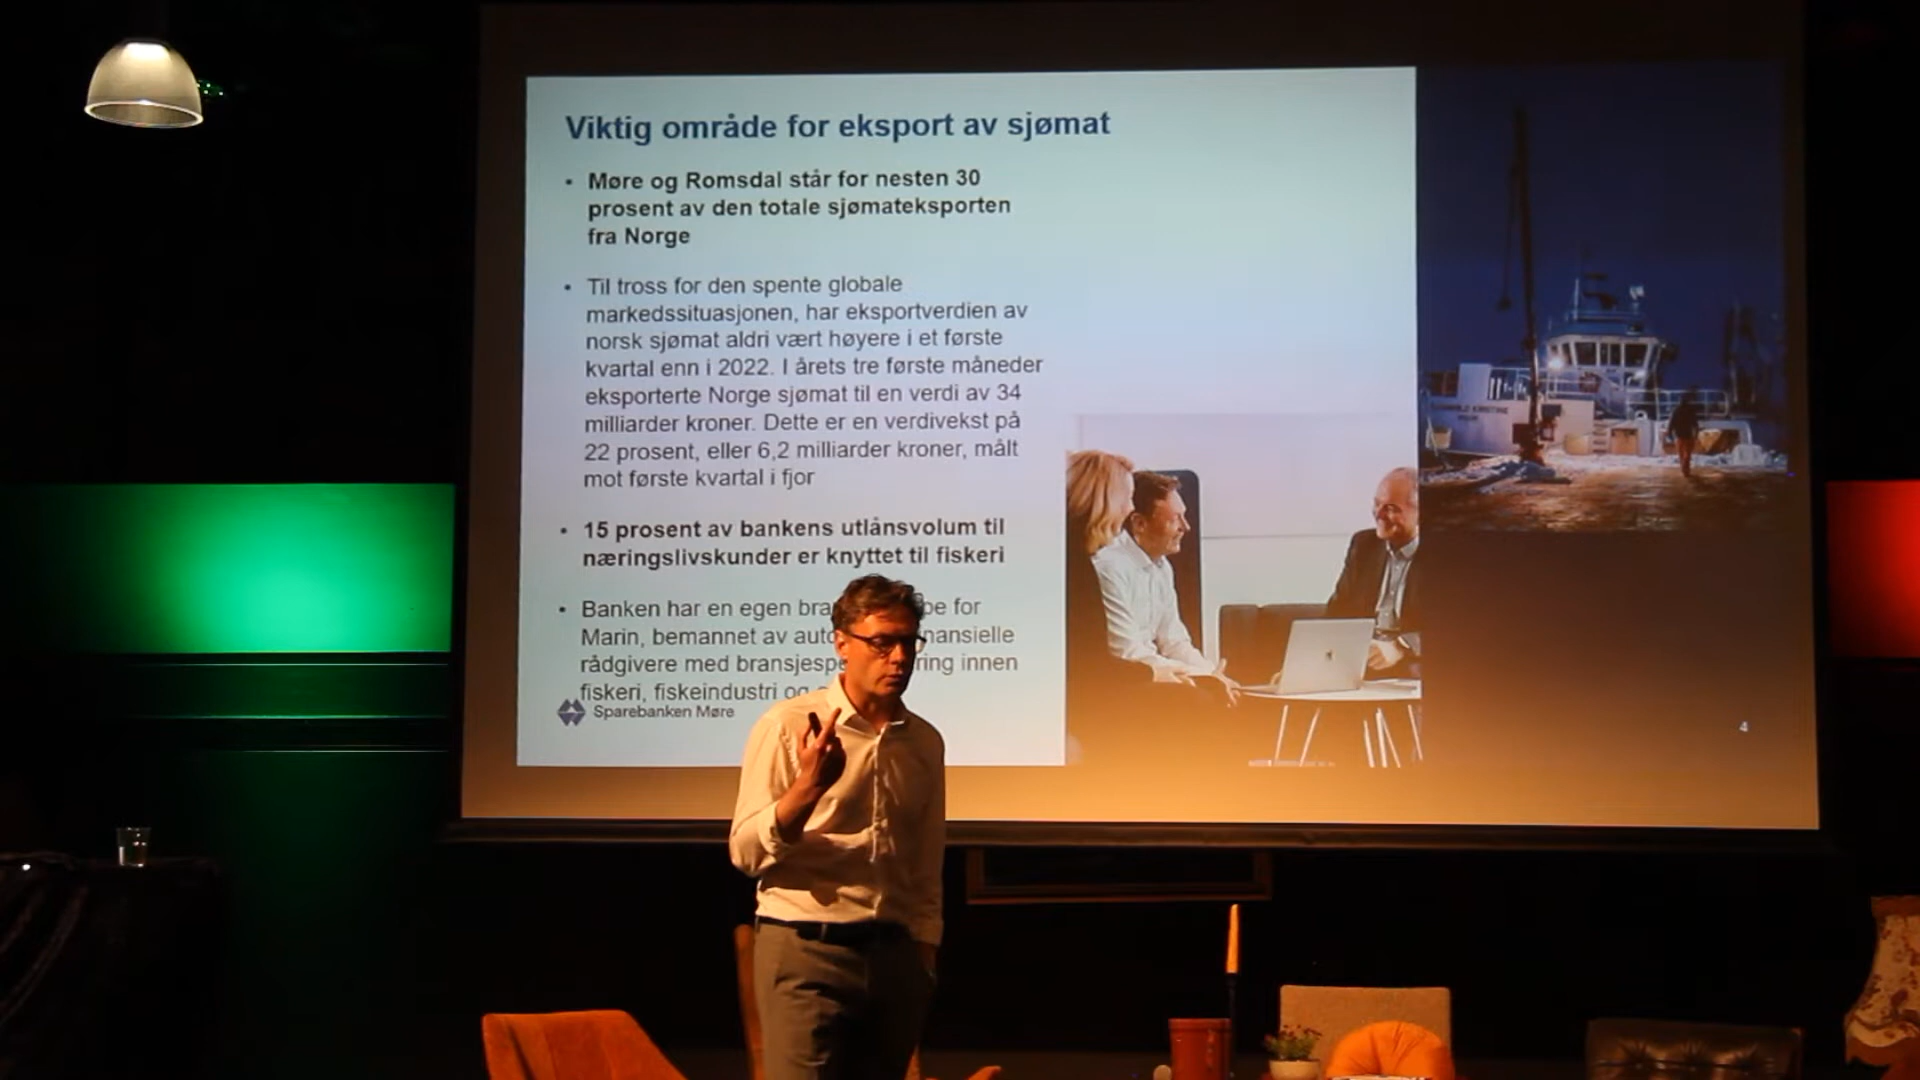 Viktig område for eksport av sjømat
• Møre og Romsdal står for nesten 30
prosent av den totale sjømateksporten
fra Norge
• Til tross for den spente globale
markedssituasjonen, har eksportverdien av
norsk sjømat aldri vært høyere i et første
kvartal enn i 2022. I årets tre første måneder
eksporterte Norge sjømat til en verdi av 34
milliarder kroner. Dette er en verdivekst på
22 prosent, eller 6,2 milliarder kroner, målt
mot første kvartal i fjor
• 15 prosent av bankens utlånsvolum til
næringslivskunder er knyttet til fiskeri
• Banken har en egen for
Marin, bemannet av
rådgivere med innen
fiskeri, fiskeindustri og
Sparebanken Møre
4